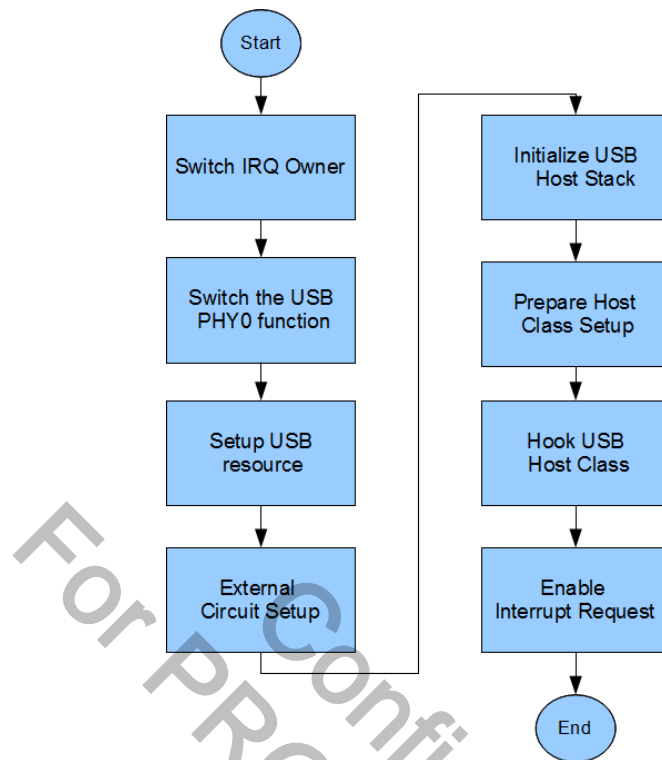 Start
Switch IRQ Owner
Switch the USB
PHY0 function
Setup USB
resource
External
Circuit Setup
Initialize USB
Host Stack
Prepare Host
Class Setup
Hook USB
Host Class
Enable
Interrupt Request
End
For